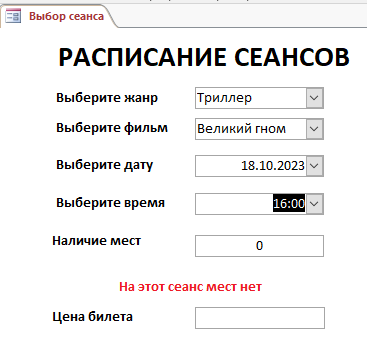 Выбор сеанса
РАСПИСАНИЕ СЕАНСОВ
Выберите жанр Триллер
Выберите фильм Великий гном
Выберите дату 18.10.2023
Выберите время 16:00
Наличие мест 0
На этот сеанс мест нет
Цена билета